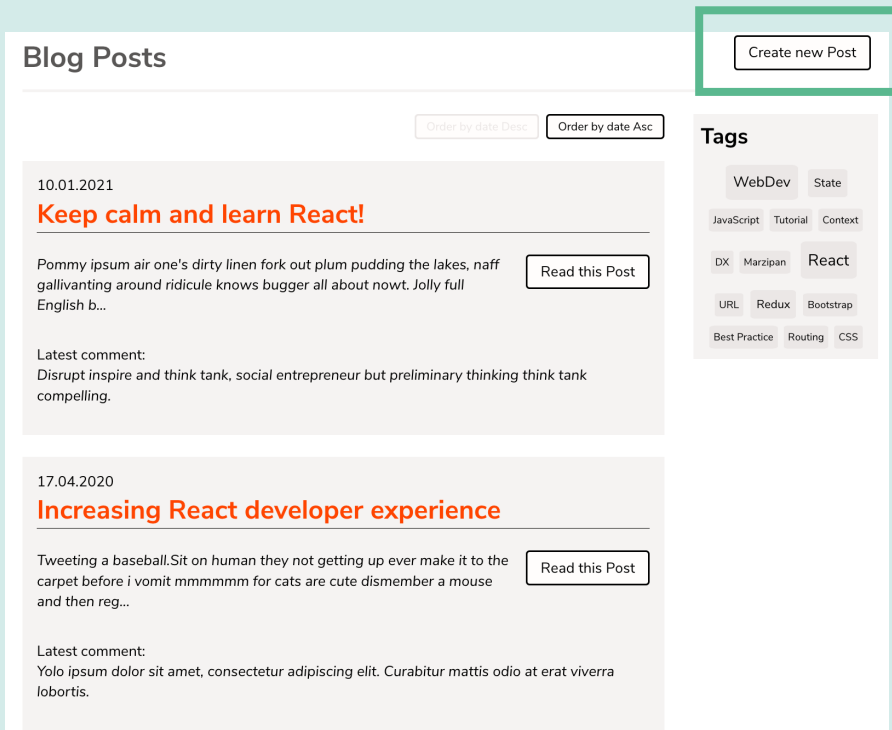 Blog Posts
Create new Post
Order by date Desc
Order by date Asc
10.01.2021
Keep calm and learn React!
Pommy ipsum air one's dirty linen fork out plum pudding the lakes, naff
gallivanting around ridicule knows bugger all about nowt. Jolly full
English b...
Read this Post
Latest comment:
Disrupt inspire and think tank, social entrepreneur but preliminary thinking think tank
compelling.
17.04.2020
Increasing React developer experience
Tweeting a baseball.Sit on human they not getting up ever make it to the
carpet before i vomit mmmmmm for cats are cute dismember a mouse
and then reg...
Read this Post
Latest comment:
Yolo ipsum dolor sit amet, consectetur adipiscing elit. Curabitur mattis odio at erat viverra
lobortis.
Tags
WebDev State
JavaScript Tutorial Context
DX Marzipan React
URL Redux Bootstrap
Best Practice Routing CSS